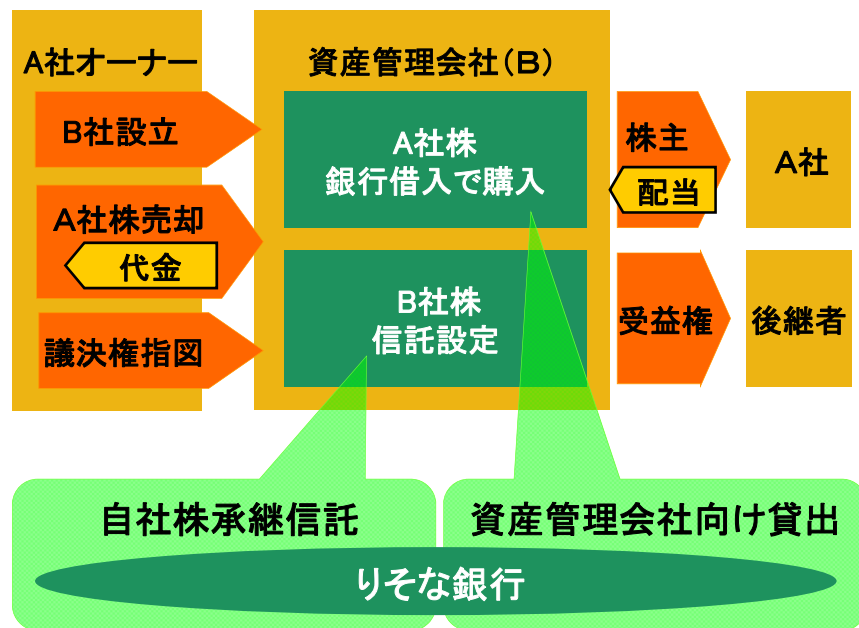 A社オーナー
B社設立
A社株売却
代金
議決権指図
資産管理会社(B)
A社株
銀行借入で購入
B社株
信託設定
株主
配当
受益権
A社
後継者
自社株承継信託
資産管理会社向け貸出
りそな銀行